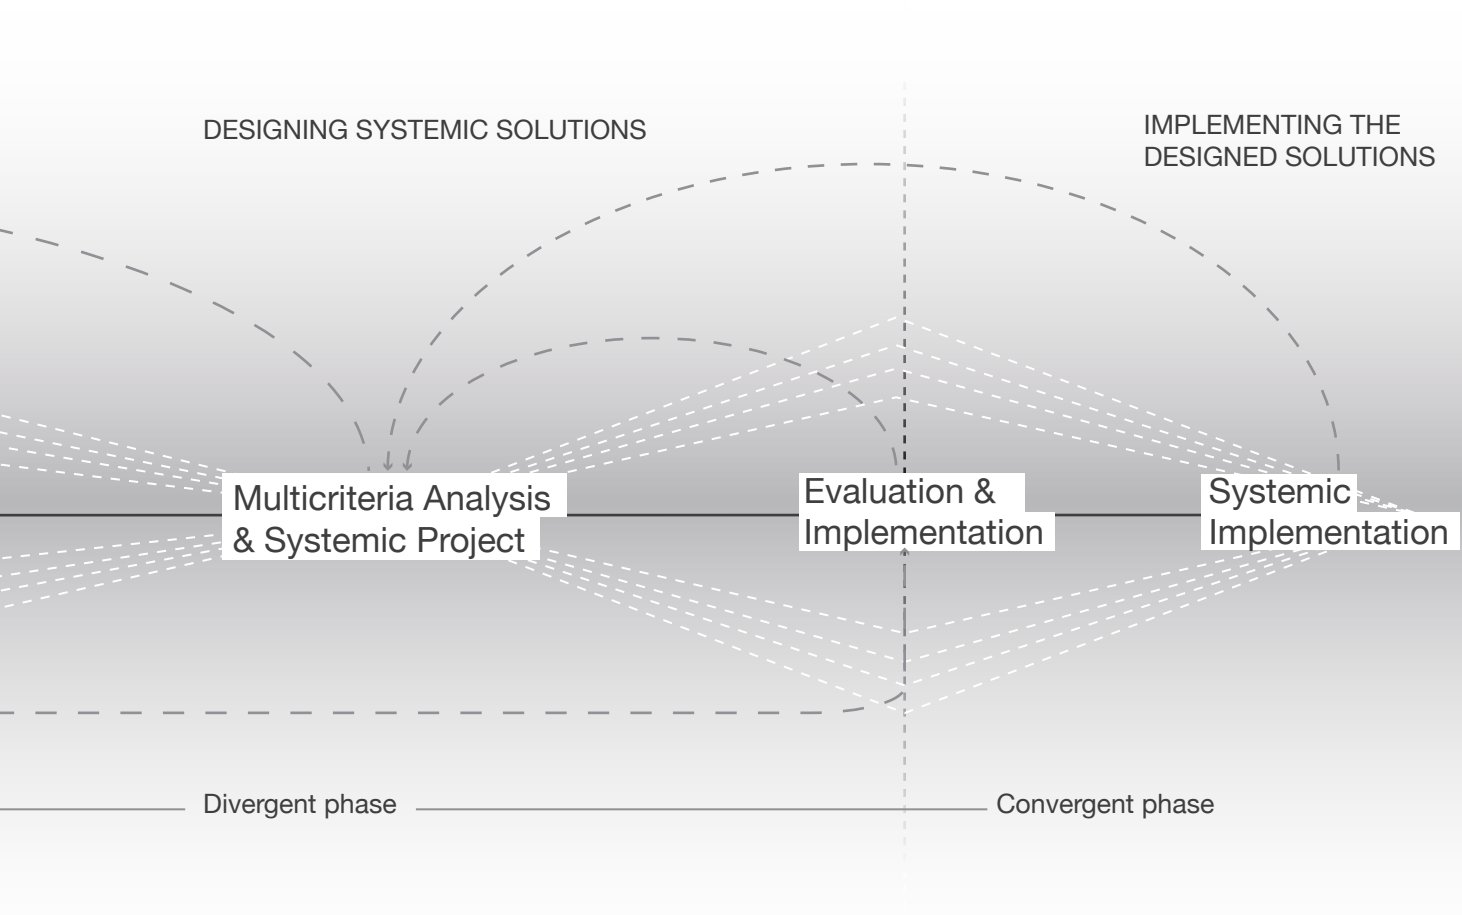 DESIGNING SYSTEMIC SOLUTIONS
IMPLEMENTING THE
DESIGNED SOLUTIONS
Multicriteria Analysis
& Systemic Project
Evaluation &
Implementation
Systemic
Implementation
Divergent phase
Convergent phase